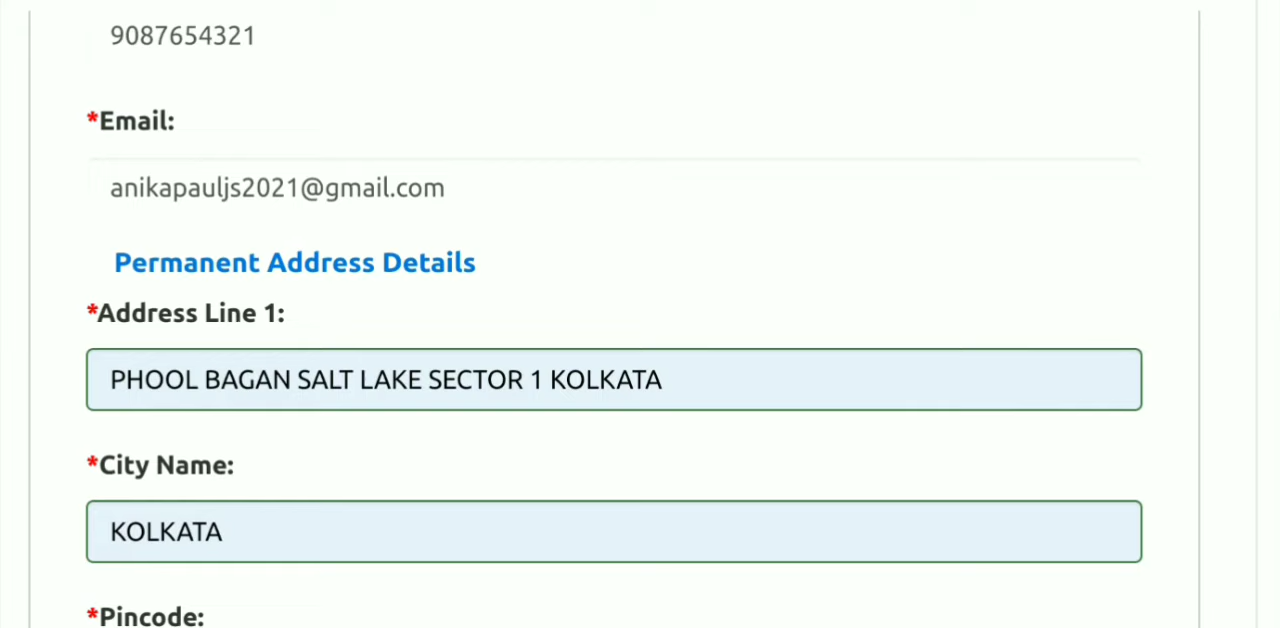 9087654321
*Email:
anikapauljs2021@gmail.com
Permanent Address Details
*Address Line 1:
PHOOL BAGAN SALT LAKE SECTOR 1 KOLKATA
*City Name:
KOLKATA
*Pincode: